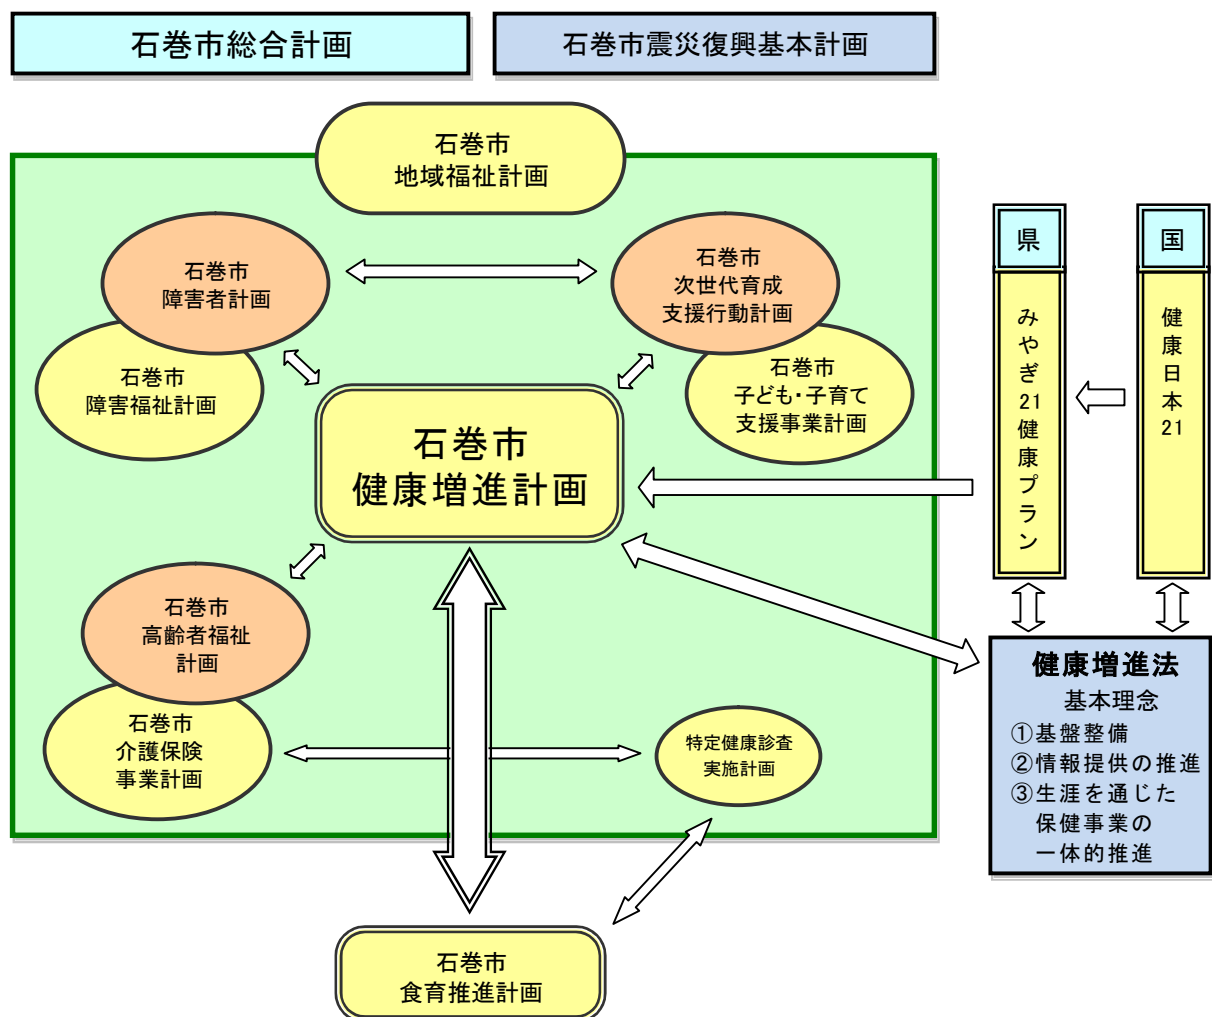 石巻市総合計画
石巻市震災復興基本計画
石巻市
地域福祉計画
石巻市
障害者計画
石巻市
障害福祉計画
石巻市
次世代育成
支援行動計画
石巻市
子ども・子育て
支援事業計画
石巻市
健康増進計画
石巻市
高齢者福祉
計画
石巻市
介護保険
事業計画
特定健康診査
実施計画
石巻市
食育推進計画
県
みやぎ21健康プラン
国
健康日本21
健康増進法
基本理念
①基盤整備
②情報提供の推進
③生涯を通じた
保健事業の
一体的推進